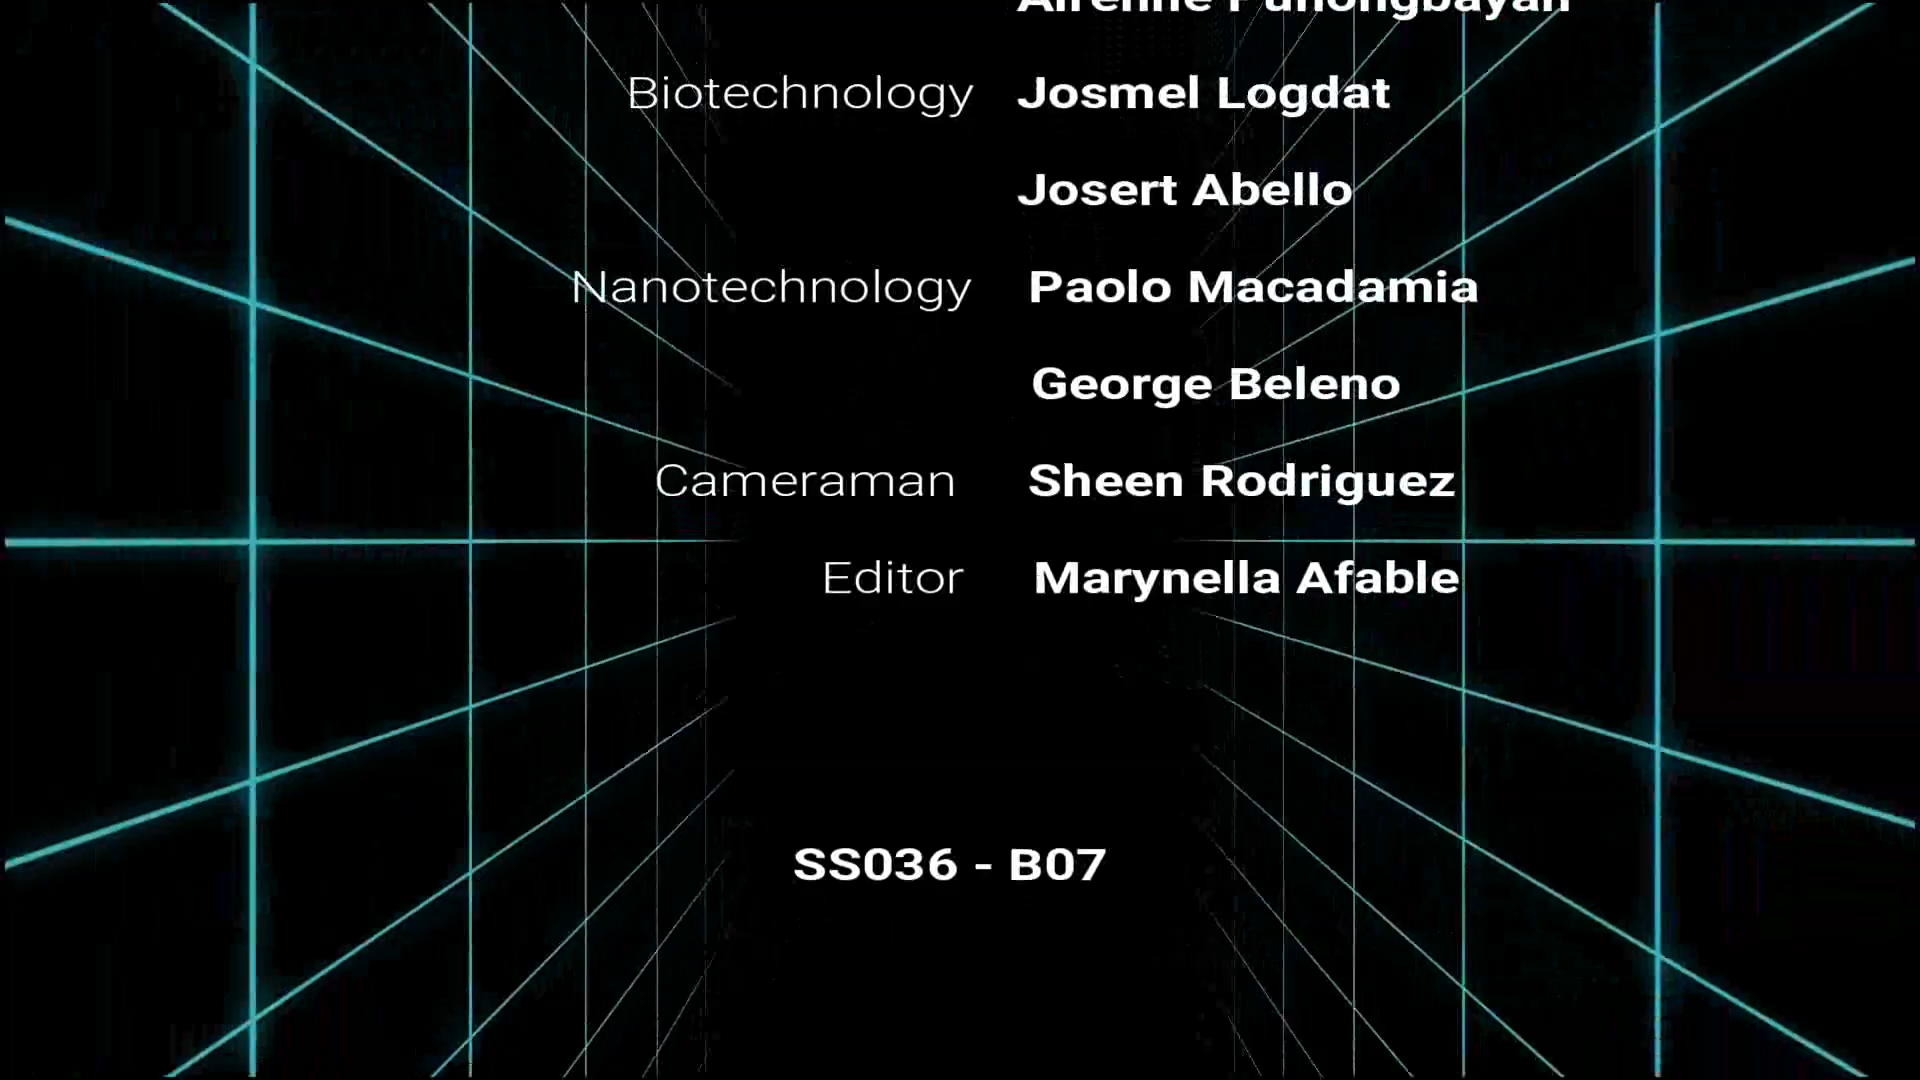 Biotechnology Josmel Logdat
Josert Abello
Nanotechnology Paolo Macadamia
George Beleno
Cameraman Sheen Rodriguez
Editor Marynella Afable
SS036 - B07